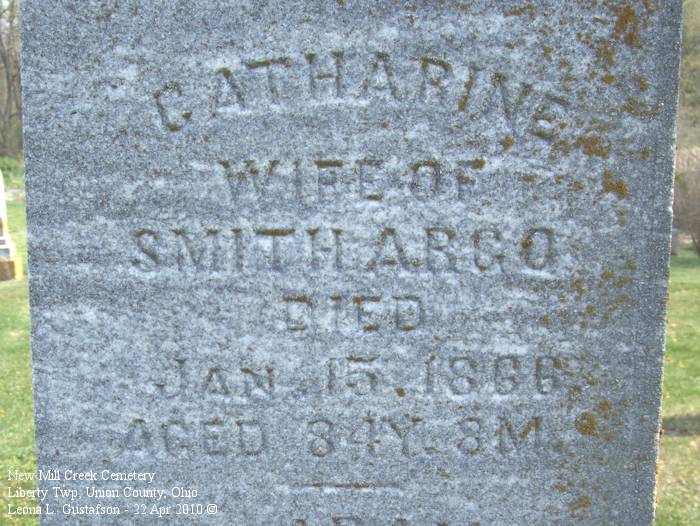 CATHARINE
WIFE OF
SMITH ARGO
DIED
JAN. 15, 1866
AGED 84Y. 3M.
New Mill Creek Cemetery
Liberty Twp, Union County, Ohio
Leona L. Gustafson - 22 Apr 2010 ©